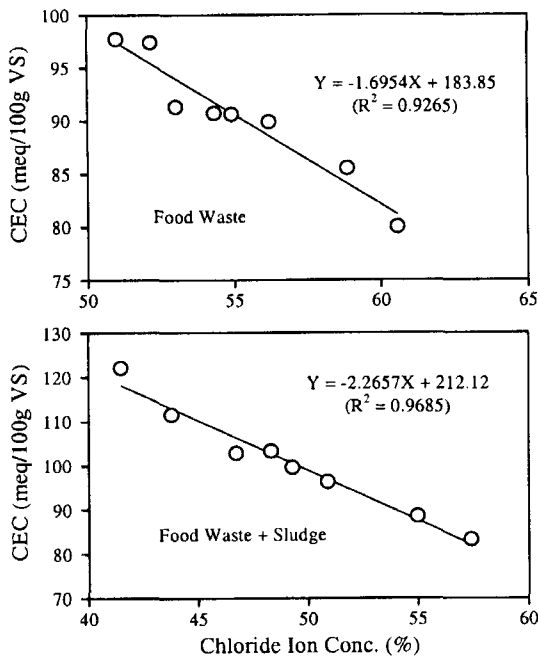 100
95
90
85
80
75
CEC (meq/100g VS)
Y = -1.6954X + 183.85
(R² = 0.9265)
Food Waste
50
55
60
65
130
120
110
100
90
80
70
CEC (meq/100g VS)
Y = -2.2657X + 212.12
(R² = 0.9685)
Food Waste + Sludge
40
45
50
55
60
Chloride Ion Conc. (%)